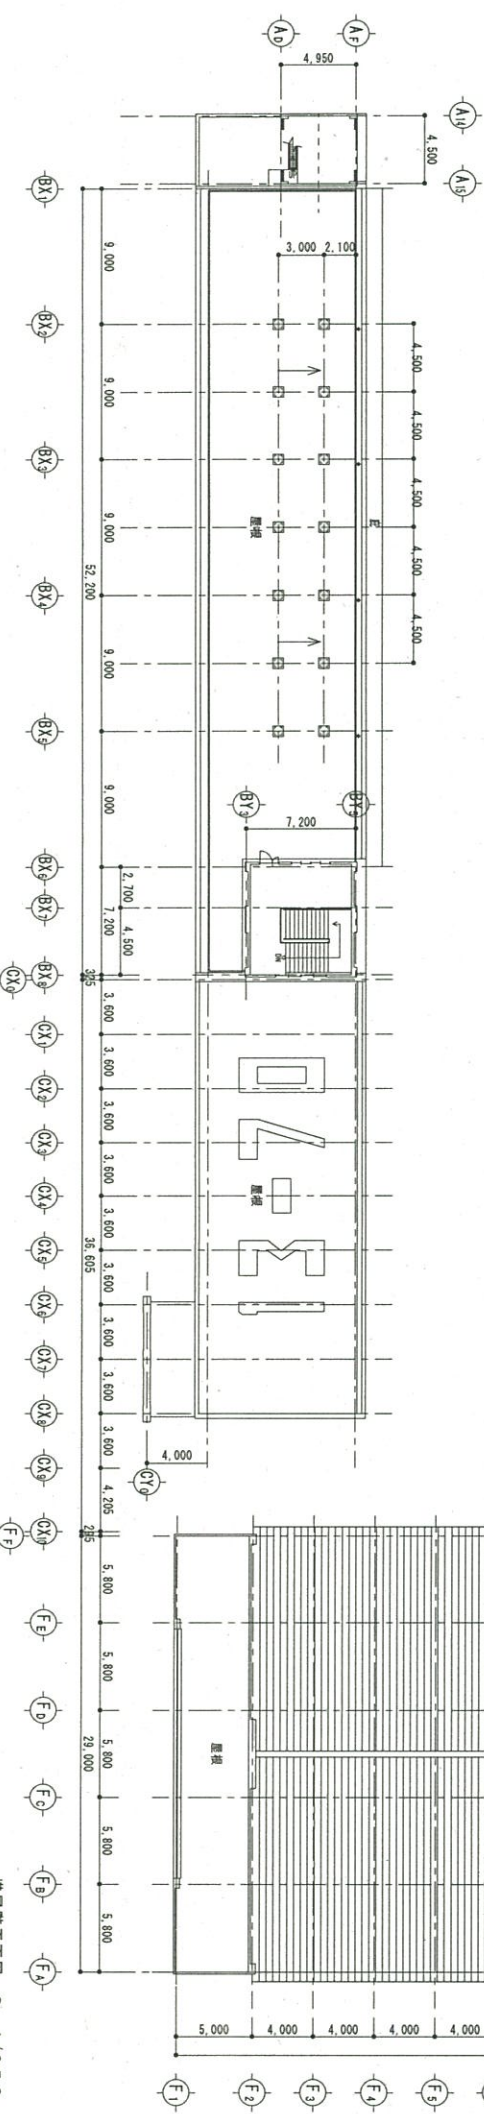 AD
AF
4,950
A14
A15
4,500
3,000
2,100
4,500
4,500
4,500
4,500
4,500
屋根
BX1
BX2
BX3
BX4
BX5
BX6
BX7
BX8
9,000
9,000
9,000
9,000
9,000
52,200
BY3
BY5
7,200
2,700
4,500
7,200
DN
325
CX0
CX1
CX2
CX3
CX4
CX5
CX6
CX7
CX8
CX9
CX10
3,600
3,600
3,600
3,600
3,600
3,600
3,600
3,600
3,600
4,205
36,605
屋根
4,000
CY0
FF
FE
FD
FC
FB
FA
5,800
5,800
5,800
5,800
5,800
29,000
屋根
5,000
4,000
4,000
4,000
4,000
F1
F2
F3
F4
F5